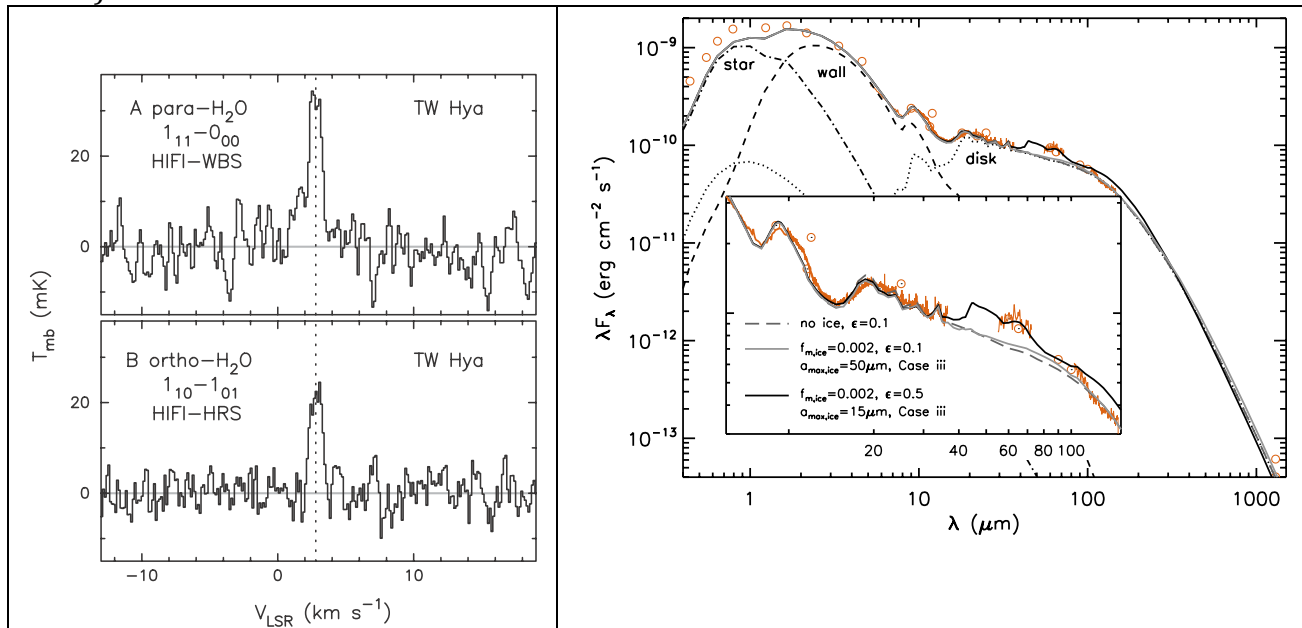 A para−H₂O
1₁₁−0₀₀
HIFI−WBS
TW Hya
20
0
B ortho−H₂O
1₁₀−1₀₁
HIFI−HRS
TW Hya
20
0
T_mb (mK)
−10
0
10
V_LSR (km s⁻¹)
10⁻⁹
10⁻¹⁰
10⁻¹¹
10⁻¹²
10⁻¹³
λF_λ (erg cm⁻² s⁻¹)
star
wall
disk
no ice, ε=0.1
f_m,ice=0.002, ε=0.1
a_max,ice=50μm, Case iii
f_m,ice=0.002, ε=0.5
a_max,ice=15μm, Case iii
20
40
60
80
100
1
10
100
1000
λ (μm)